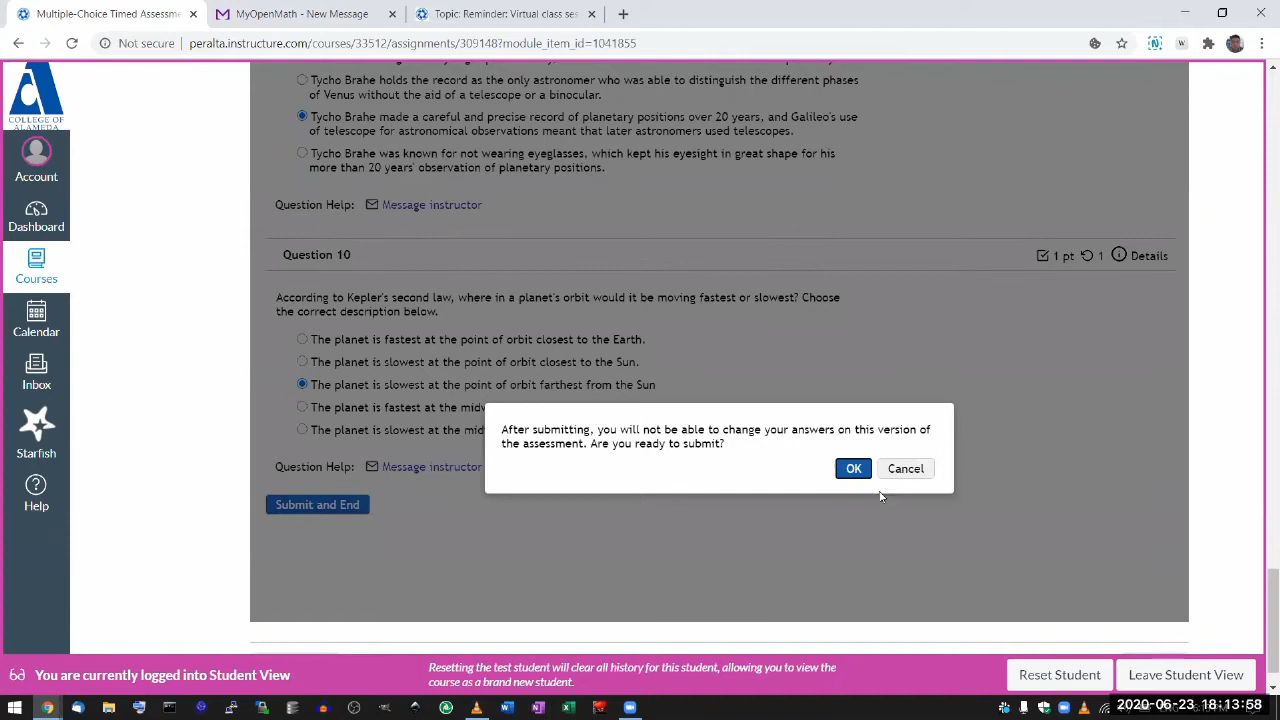 Multiple-Choice Timed Assessme
MyOpenMath - New Message
Topic: Reminder: Virtual classes
Not secure
peralta.instructure.com/courses/33512/assignments/309148?module_item_id=1041855
COLLEGE OF
ALAMEDA
Account
Dashboard
Courses
Calendar
Inbox
Starfish
Help
Tycho Brahe holds the record as the only astronomer who was able to distinguish the different phases
of Venus without the aid of a telescope or a binocular.
Tycho Brahe made a careful and precise record of planetary positions over 20 years, and Galileo's use
of telescope for astronomical observations meant that later astronomers used telescopes.
Tycho Brahe was known for not wearing eyeglasses, which kept his eyesight in great shape for his
more than 20 years' observation of planetary positions.
Question Help: Message instructor
Question 10
1 pt 1 Details
According to Kepler's second law, where in a planet's orbit would it be moving fastest or slowest? Choose
the correct description below.
The planet is fastest at the point of orbit closest to the Earth.
The planet is slowest at the point of orbit closest to the Sun.
The planet is slowest at the point of orbit farthest from the Sun
The planet is fastest at the midw
The planet is slowest at the mid
Question Help: Message instructor
Submit and End
After submitting, you will not be able to change your answers on this version of
the assessment. Are you ready to submit?
OK Cancel
You are currently logged into Student View
Resetting the test student will clear all history for this student, allowing you to view the
course as a brand new student.
Reset Student
Leave Student View
2020-06-23 18:13:58